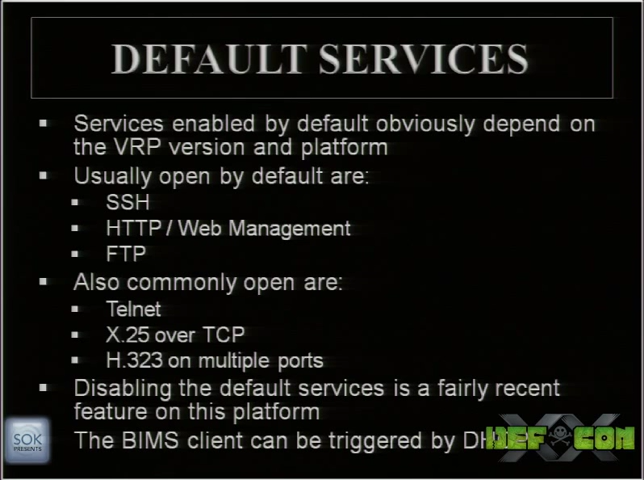 DEFAULT SERVICES
▪ Services enabled by default obviously depend on
the VRP version and platform
▪ Usually open by default are:
▪ SSH
▪ HTTP / Web Management
▪ FTP
▪ Also commonly open are:
▪ Telnet
▪ X.25 over TCP
▪ H.323 on multiple ports
▪ Disabling the default services is a fairly recent
feature on this platform
The BIMS client can be triggered by
SOK
PRESENTS
DEF CON
XX